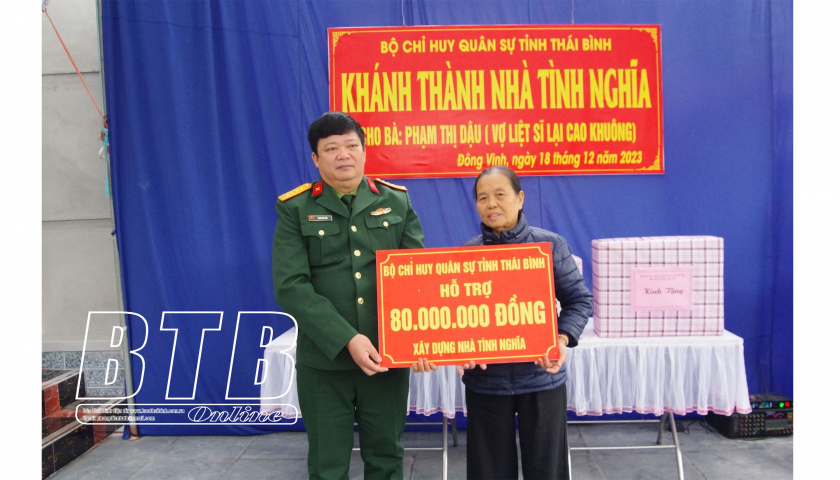 BỘ CHỈ HUY QUÂN SỰ TỈNH THÁI BÌNH
KHÁNH THÀNH NHÀ TÌNH NGHĨA
CHO BÀ: PHẠM THỊ DẬU ( VỢ LIỆT SĨ LẠI CAO KHUÔNG)
Đông Vinh, ngày 18 tháng 12 năm 2023
BỘ CHỈ HUY QUÂN SỰ TỈNH THÁI BÌNH
HỖ TRỢ
80.000.000 ĐỒNG
XÂY DỰNG NHÀ TÌNH NGHĨA
Kính Tặng
BTB
Online